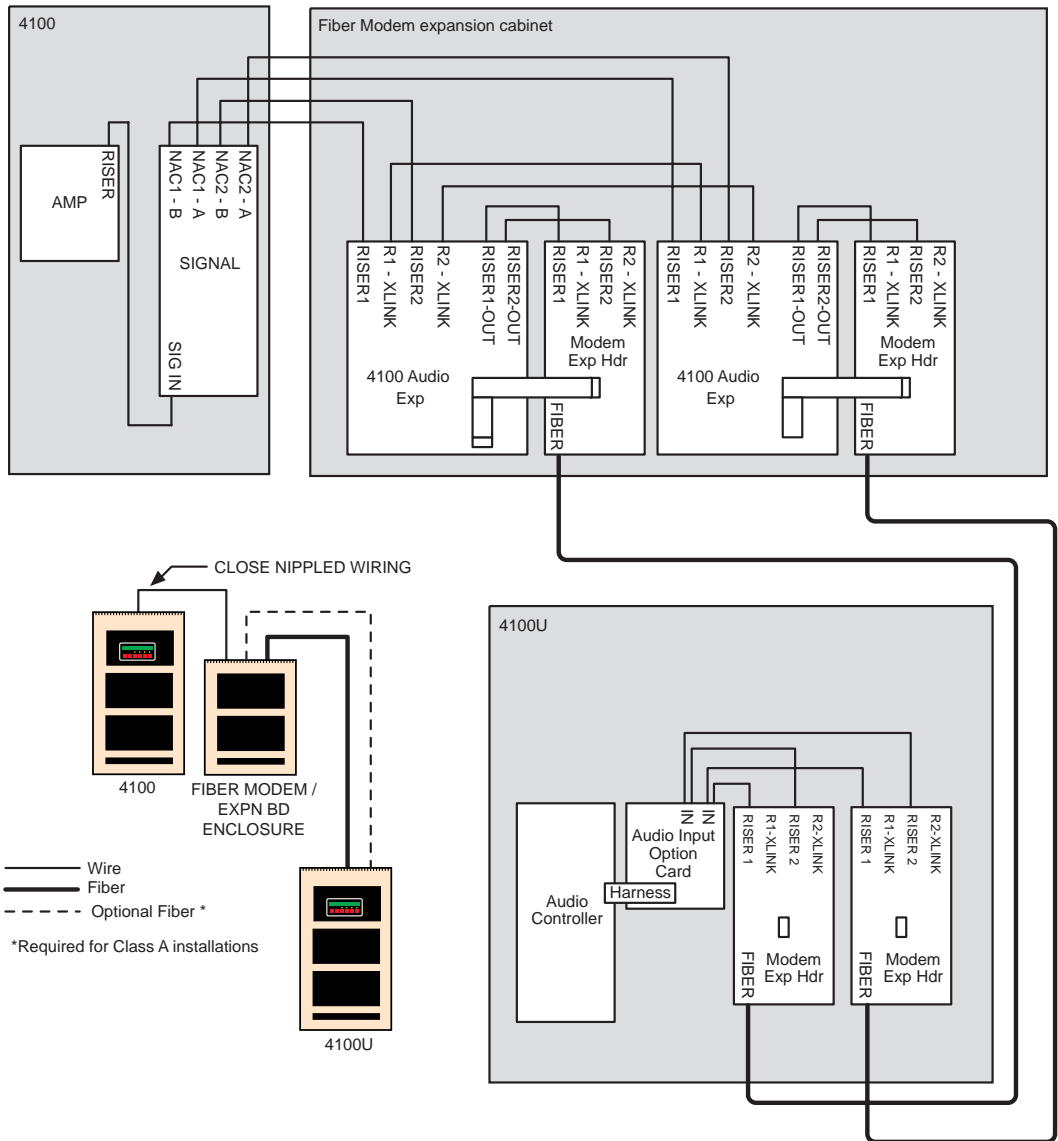 4100
Fiber Modem expansion cabinet
AMP
RISER
NAC1 - B
NAC1 - A
NAC2 - B
NAC2 - A
SIGNAL
SIG IN
RISER1
R1 - XLINK
RISER2
R2 - XLINK
RISER1-OUT
RISER2-OUT
4100 Audio
Exp
RISER1
R1 - XLINK
RISER2
R2 - XLINK
Modem
Exp Hdr
FIBER
RISER1
R1 - XLINK
RISER2
R2 - XLINK
RISER1-OUT
RISER2-OUT
4100 Audio
Exp
RISER1
R1 - XLINK
RISER2
R2 - XLINK
Modem
Exp Hdr
FIBER
CLOSE NIPPLED WIRING
4100
FIBER MODEM /
EXPN BD
ENCLOSURE
4100U
Wire
Fiber
Optional Fiber *
*Required for Class A installations
4100U
Audio
Controller
IN
IN
Audio Input
Option
Card
Harness
RISER 1
R1-XLINK
RISER 2
R2-XLINK
Modem
Exp Hdr
FIBER
RISER 1
R1-XLINK
RISER 2
R2-XLINK
Modem
Exp Hdr
FIBER